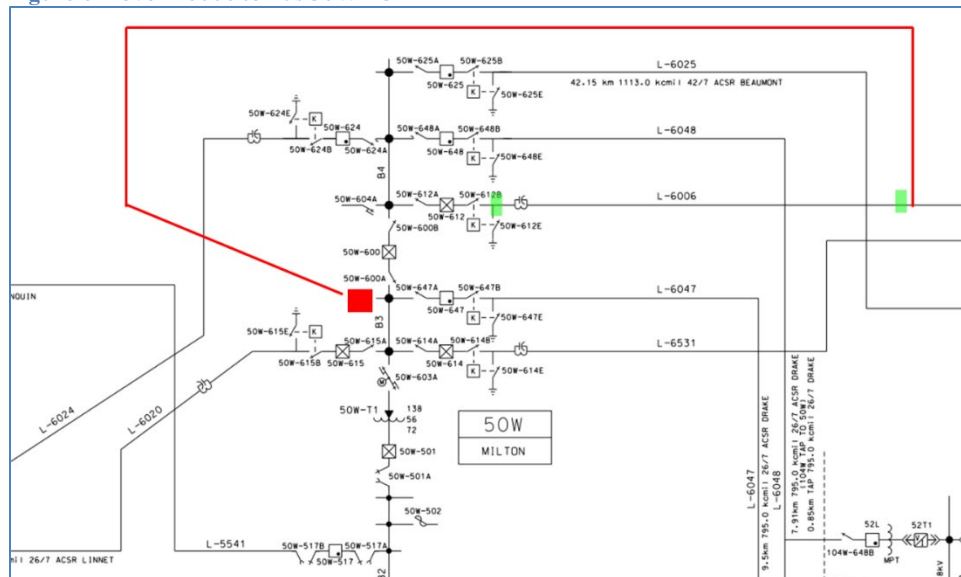 50W-625A
50W-625B
L-6025
50W-625
42.15 km 1113.0 kcmil 42/7 ACSR BEAUMONT
K
50W-625E
50W-624E
K
50W-624
50W-648A
50W-648B
L-6048
50W-624B
50W-624A
50W-648
K
50W-648E
B4
50W-604A
50W-612A
50W-612B
L-6006
50W-612
50W-600B
K
50W-612E
50W-600
50W-600A
50W-647A
50W-647B
L-6047
NQUIN
50W-647
K
50W-647E
B3
50W-615E
K
50W-615A
50W-614A
50W-614B
L-6531
50W-615B
50W-615
50W-614
K
50W-614E
50W-603A
M
L-6024
L-6020
50W-T1
138
56
72
50W
MILTON
50W-501
50W-501A
50W-502
L-5541
50W-517B
50W-517A
50W-517
mil 26/7 ACSR LINNET
B2
L-6047
9.5km 795.0 kcmil 26/7 ACSR DRAKE
L-6048
7.91km 795.0 kcmil 26/7 ACSR DRAKE
(104W TAP TO 50W)
0.85km TAP 795.0 kcmil 26/7 DRAKE
52L
52T1
104W-648B
MPT
8kV